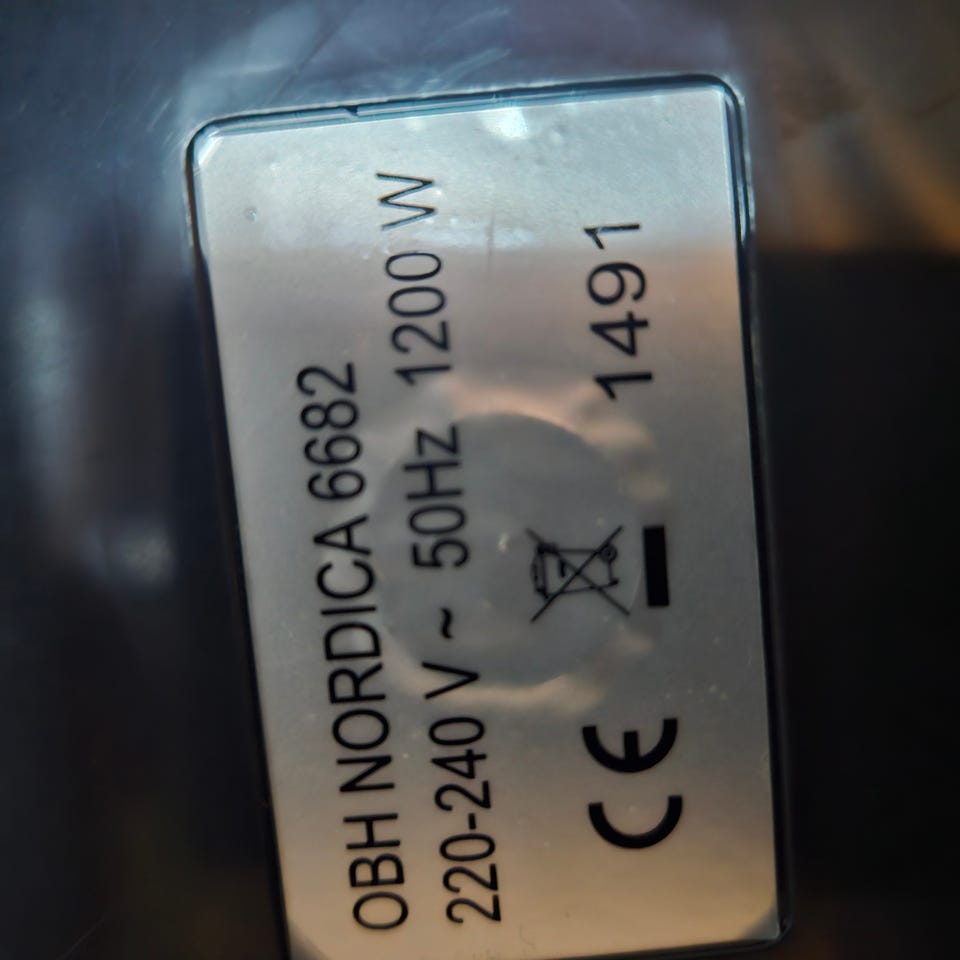 OBH NORDICA 6682
220-240 V ~ 50Hz 1200 W
CE 1491